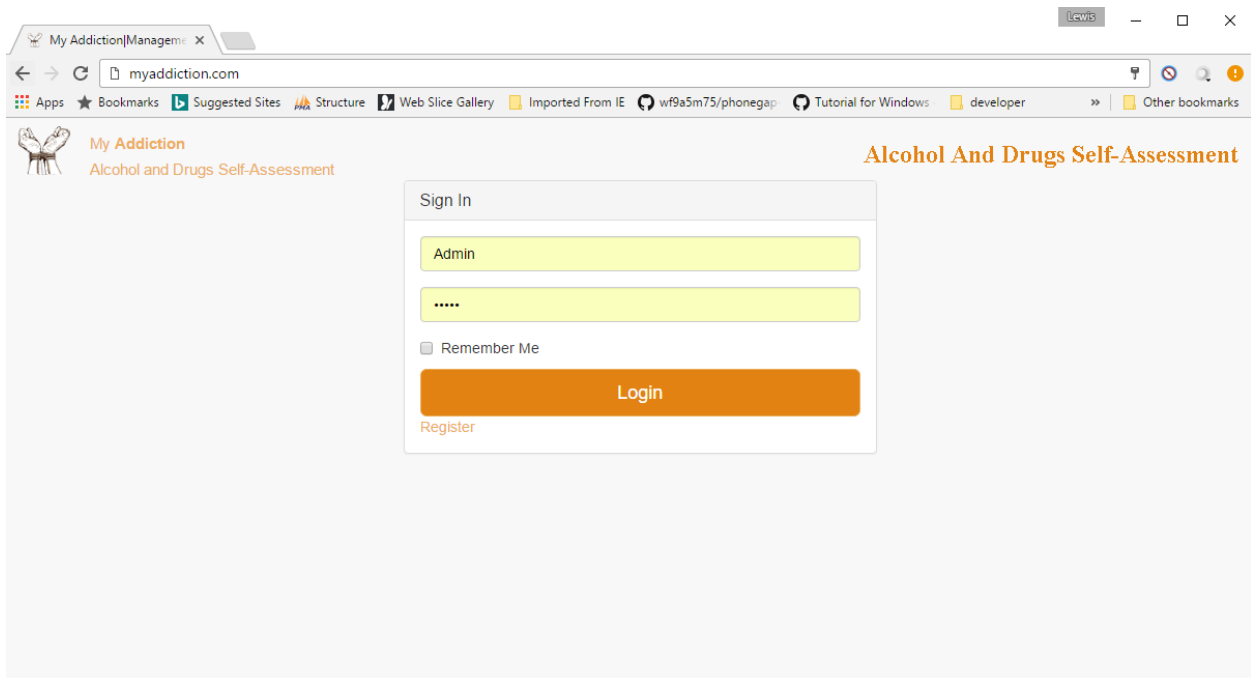 Lewis
My Addiction|Manageme
myaddiction.com
Apps Bookmarks Suggested Sites Structure Web Slice Gallery Imported From IE wf9a5m75/phonegap Tutorial for Windows developer » Other bookmarks
My Addiction
Alcohol and Drugs Self-Assessment
Alcohol And Drugs Self-Assessment
Sign In
Admin
•••••
Remember Me
Login
Register